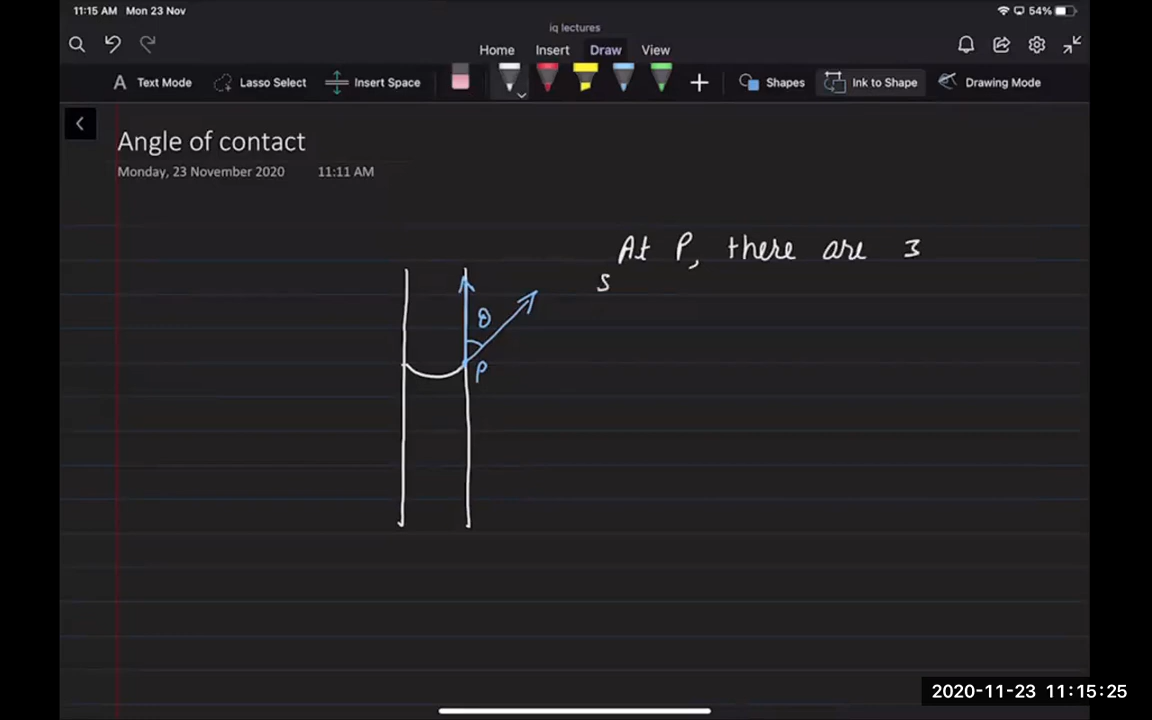 11:15 AM Mon 23 Nov
54%
iq lectures
Home Insert Draw View
A Text Mode Lasso Select Insert Space Shapes Ink to Shape Drawing Mode
Angle of contact
Monday, 23 November 2020 11:11 AM
At P, there are 3
s
θ
P
2020-11-23 11:15:25